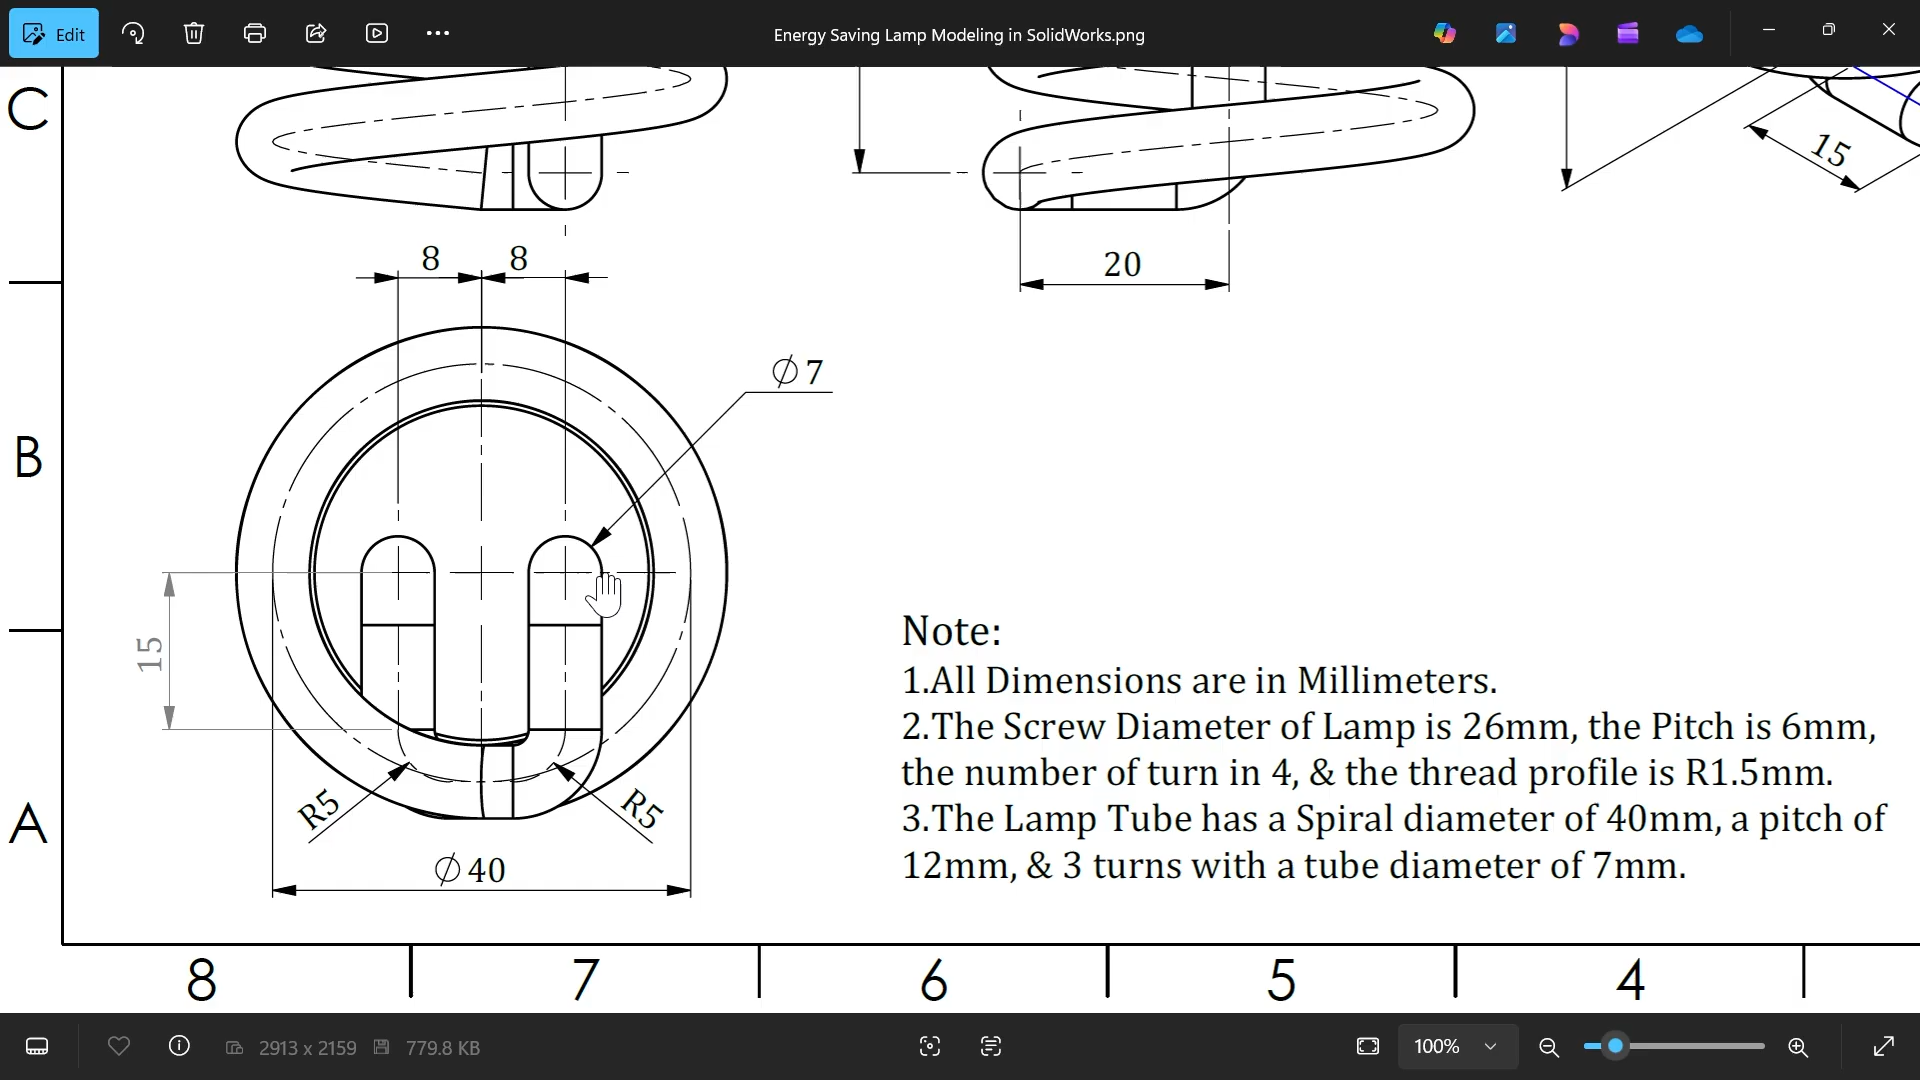 Edit
Energy Saving Lamp Modeling in SolidWorks.png
C
15
8
8
20
⌀7
B
15
Note:
1.All Dimensions are in Millimeters.
2.The Screw Diameter of Lamp is 26mm, the Pitch is 6mm,
the number of turn in 4, & the thread profile is R1.5mm.
3.The Lamp Tube has a Spiral diameter of 40mm, a pitch of
12mm, & 3 turns with a tube diameter of 7mm.
A
R5
R5
⌀40
8
7
6
5
4
2913 x 2159
779.8 KB
100%